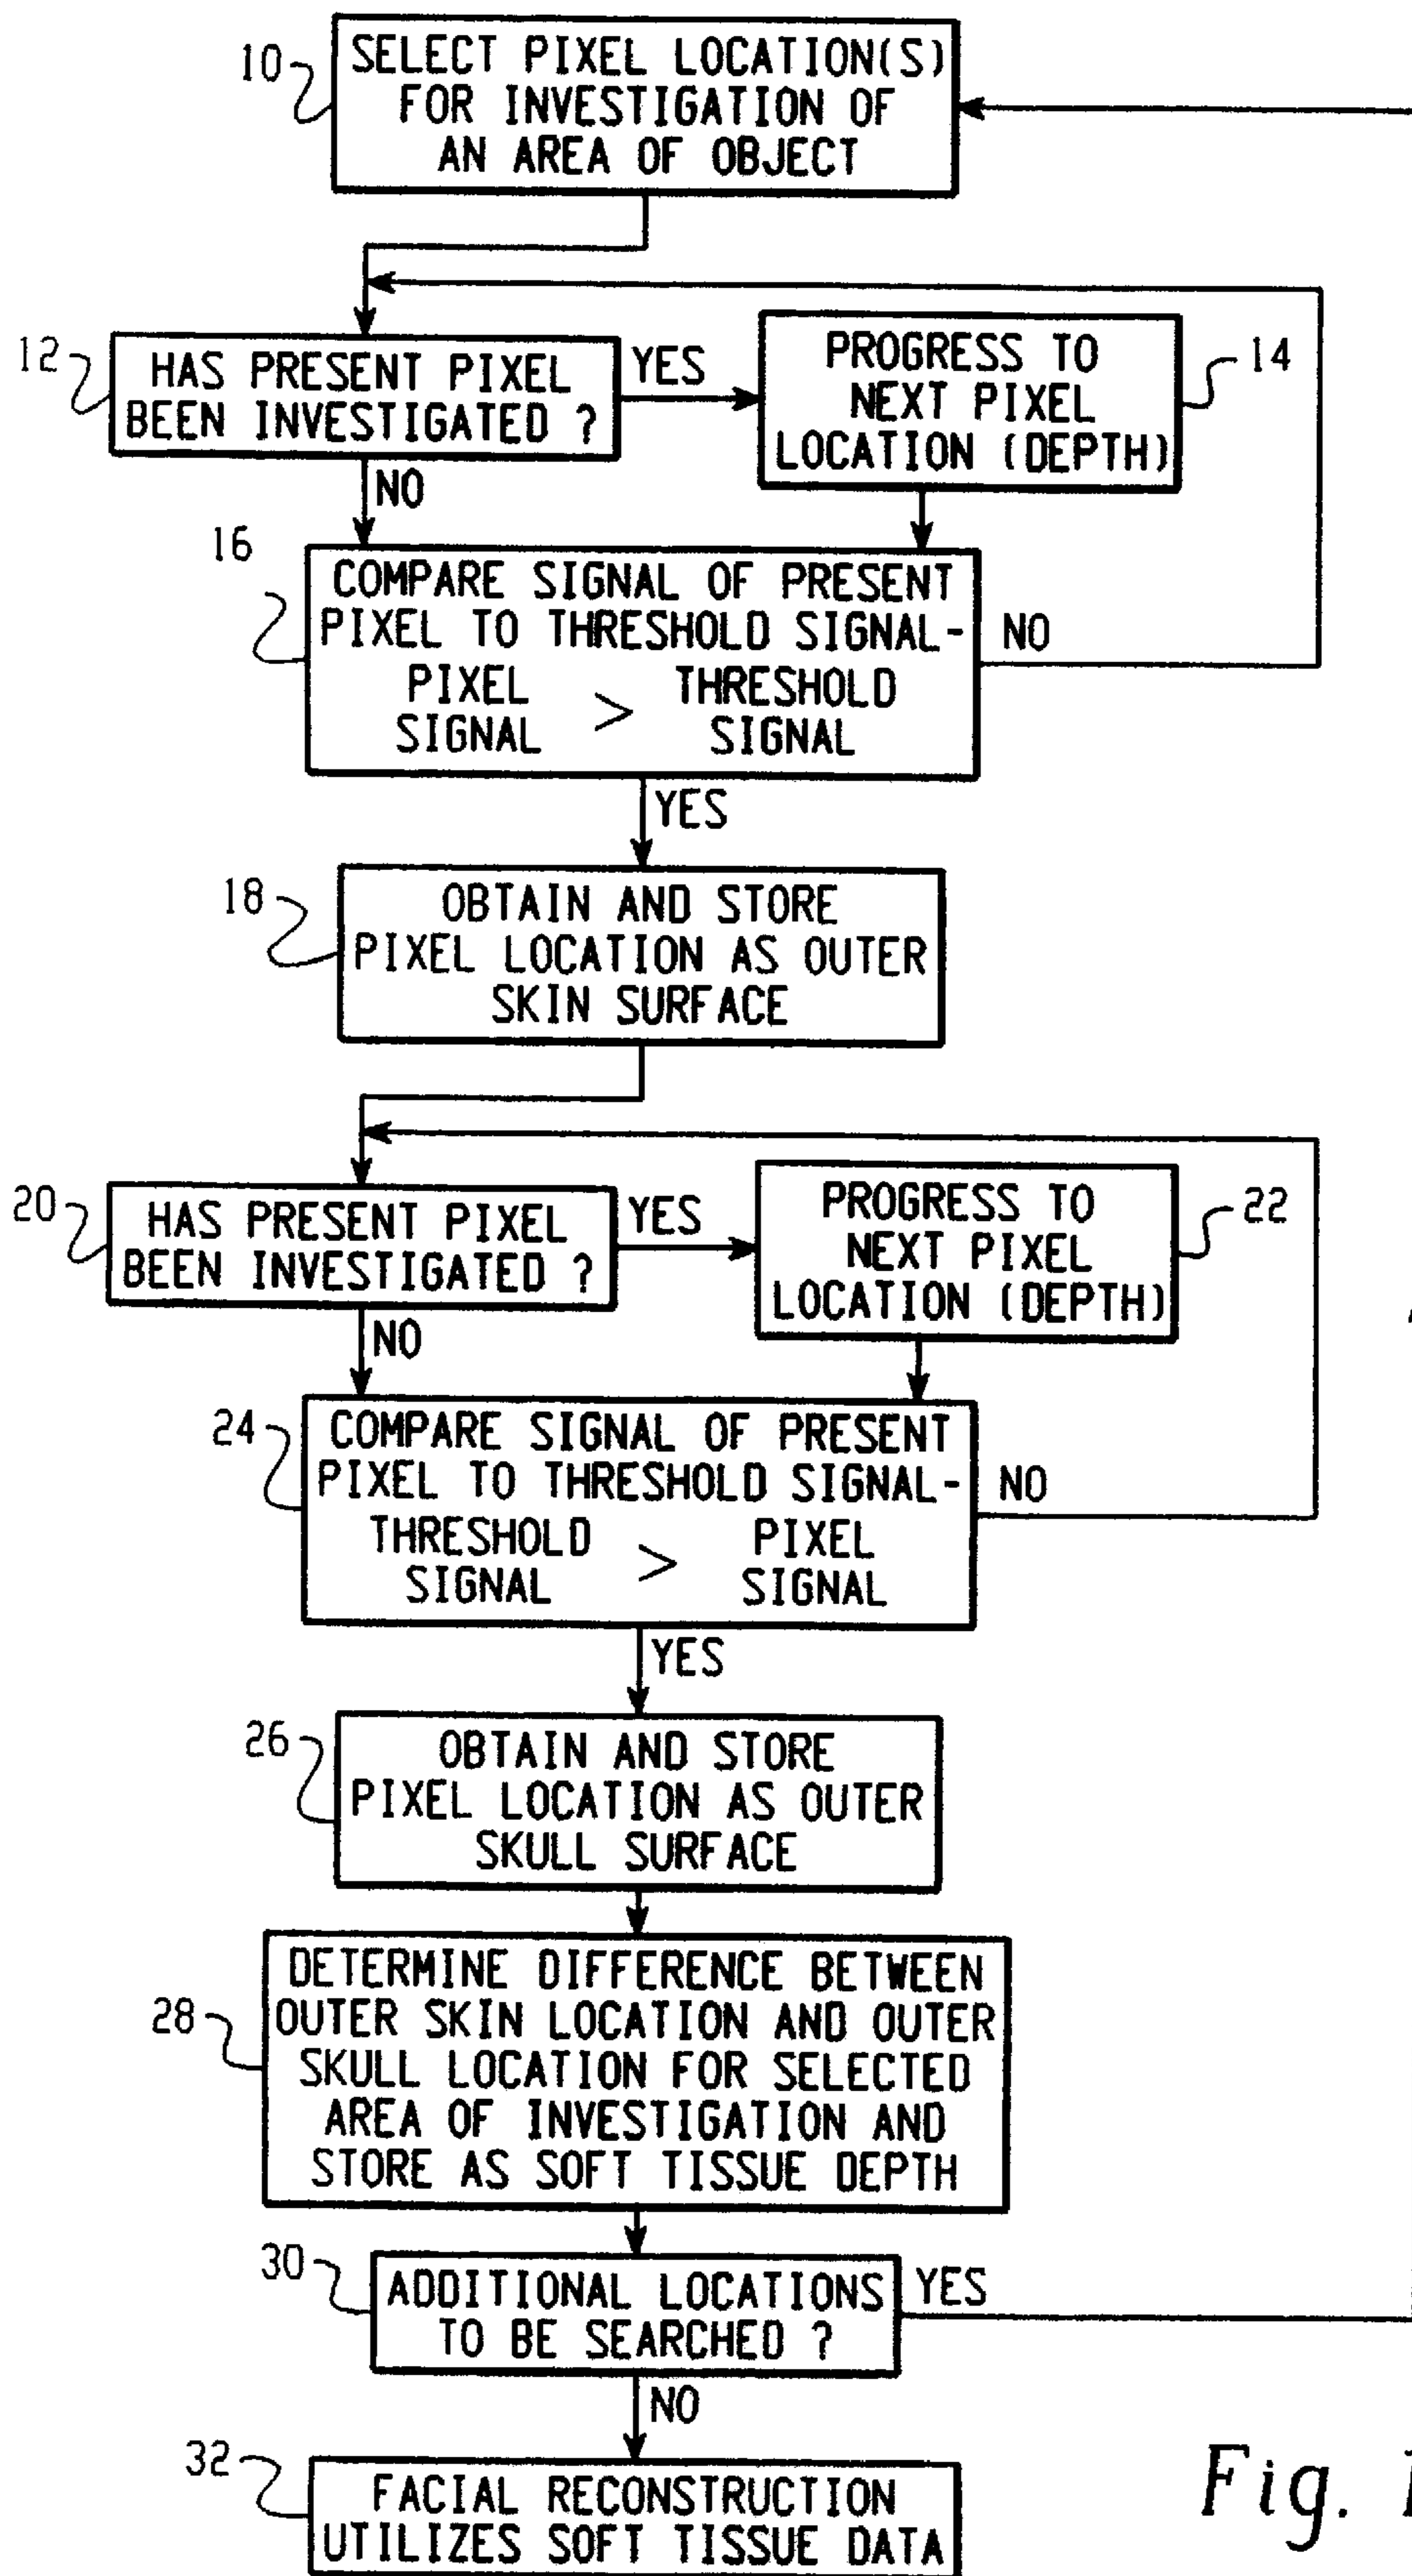 10
SELECT PIXEL LOCATION(S)
FOR INVESTIGATION OF
AN AREA OF OBJECT
12
HAS PRESENT PIXEL
BEEN INVESTIGATED ?
YES
PROGRESS TO
NEXT PIXEL
LOCATION (DEPTH)
14
NO
16
COMPARE SIGNAL OF PRESENT
PIXEL TO THRESHOLD SIGNAL-
PIXEL THRESHOLD
SIGNAL > SIGNAL
NO
YES
18
OBTAIN AND STORE
PIXEL LOCATION AS OUTER
SKIN SURFACE
20
HAS PRESENT PIXEL
BEEN INVESTIGATED ?
YES
PROGRESS TO
NEXT PIXEL
LOCATION (DEPTH)
22
NO
24
COMPARE SIGNAL OF PRESENT
PIXEL TO THRESHOLD SIGNAL-
THRESHOLD PIXEL
SIGNAL > SIGNAL
NO
YES
26
OBTAIN AND STORE
PIXEL LOCATION AS OUTER
SKULL SURFACE
28
DETERMINE DIFFERENCE BETWEEN
OUTER SKIN LOCATION AND OUTER
SKULL LOCATION FOR SELECTED
AREA OF INVESTIGATION AND
STORE AS SOFT TISSUE DEPTH
30
ADDITIONAL LOCATIONS
TO BE SEARCHED ?
YES
NO
32
FACIAL RECONSTRUCTION
UTILIZES SOFT TISSUE DATA
Fig.